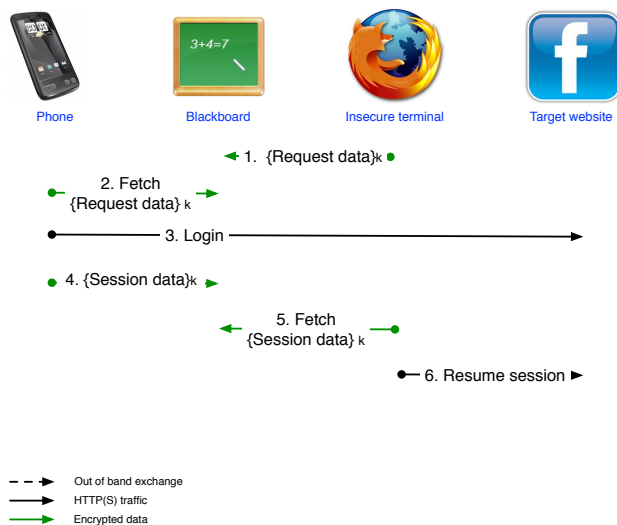 3+4=7
Phone
Blackboard
Insecure terminal
Target website
1. {Request data}k
2. Fetch
{Request data} k
3. Login
4. {Session data}k
5. Fetch
{Session data} k
6. Resume session
Out of band exchange
HTTP(S) traffic
Encrypted data